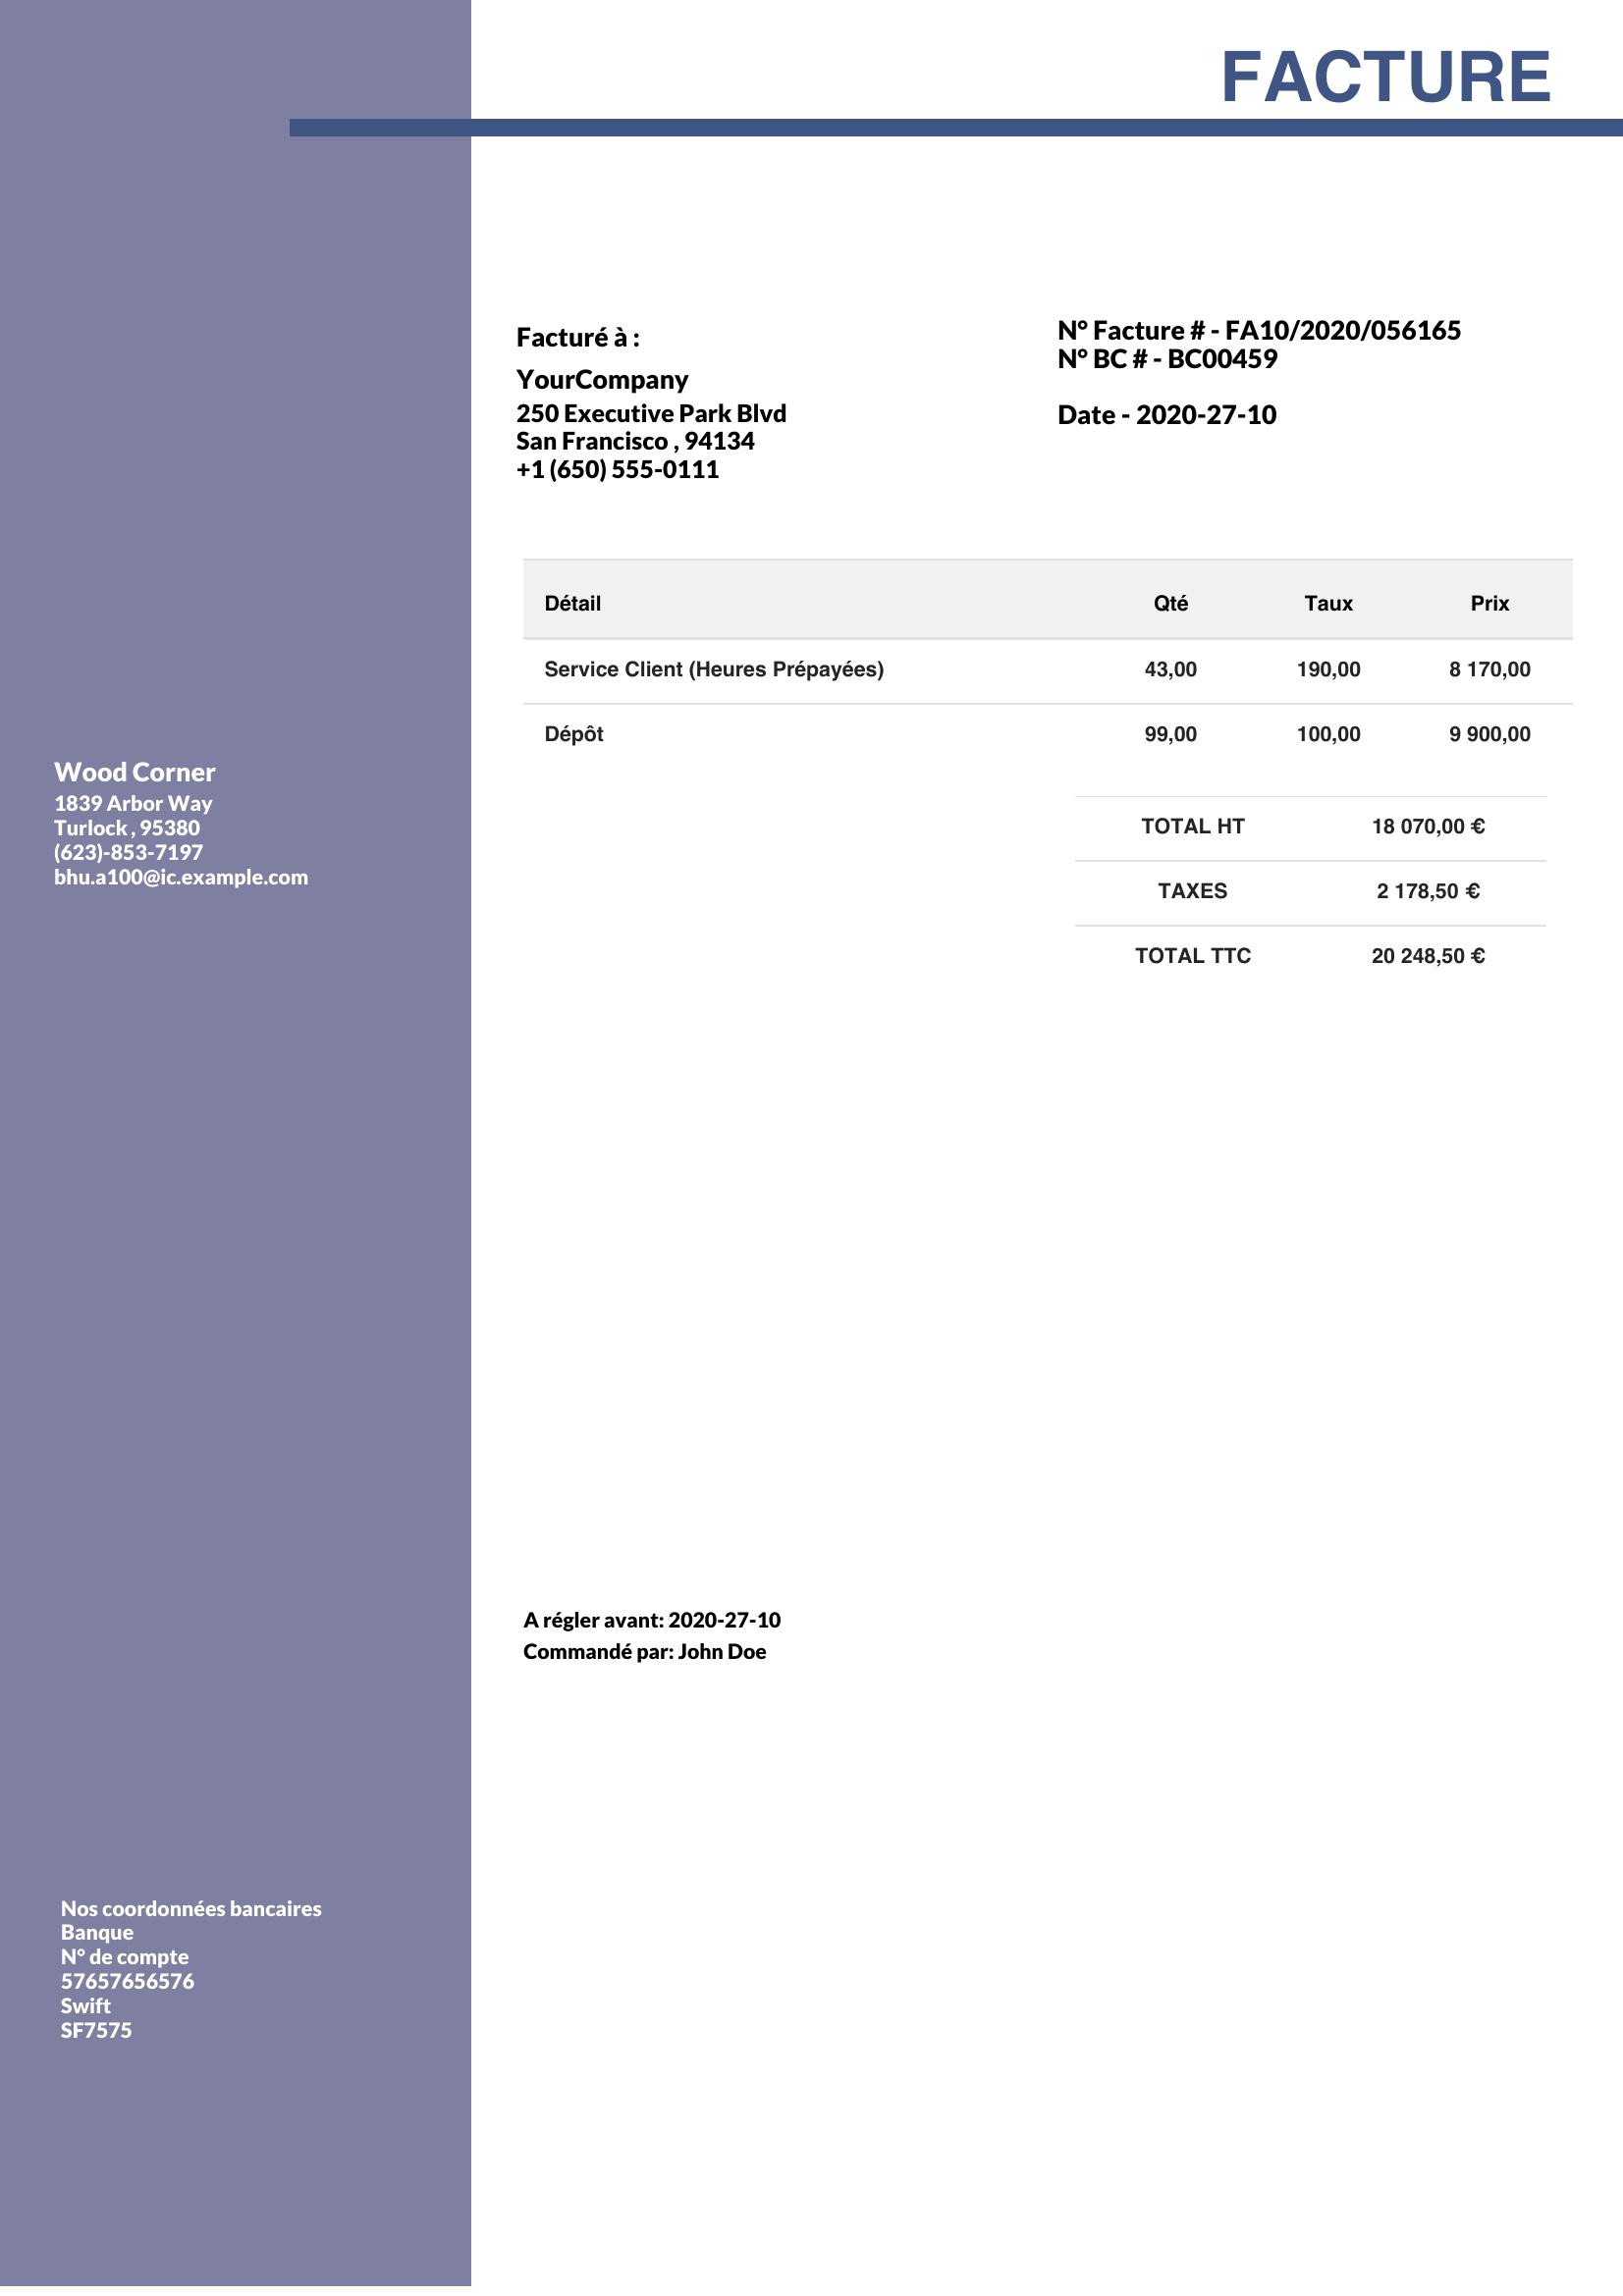 FACTURE
Facturé à :
YourCompany
250 Executive Park Blvd
San Francisco , 94134
+1 (650) 555-0111
N° Facture # - FA10/2020/056165
N° BC # - BC00459
Date - 2020-27-10
Détail Qté Taux Prix
Service Client (Heures Prépayées) 43,00 190,00 8 170,00
Dépôt 99,00 100,00 9 900,00
TOTAL HT 18 070,00 €
TAXES 2 178,50 €
TOTAL TTC 20 248,50 €
Wood Corner
1839 Arbor Way
Turlock , 95380
(623)-853-7197
bhu.a100@ic.example.com
A régler avant: 2020-27-10
Commandé par: John Doe
Nos coordonnées bancaires
Banque
N° de compte
57657656576
Swift
SF7575